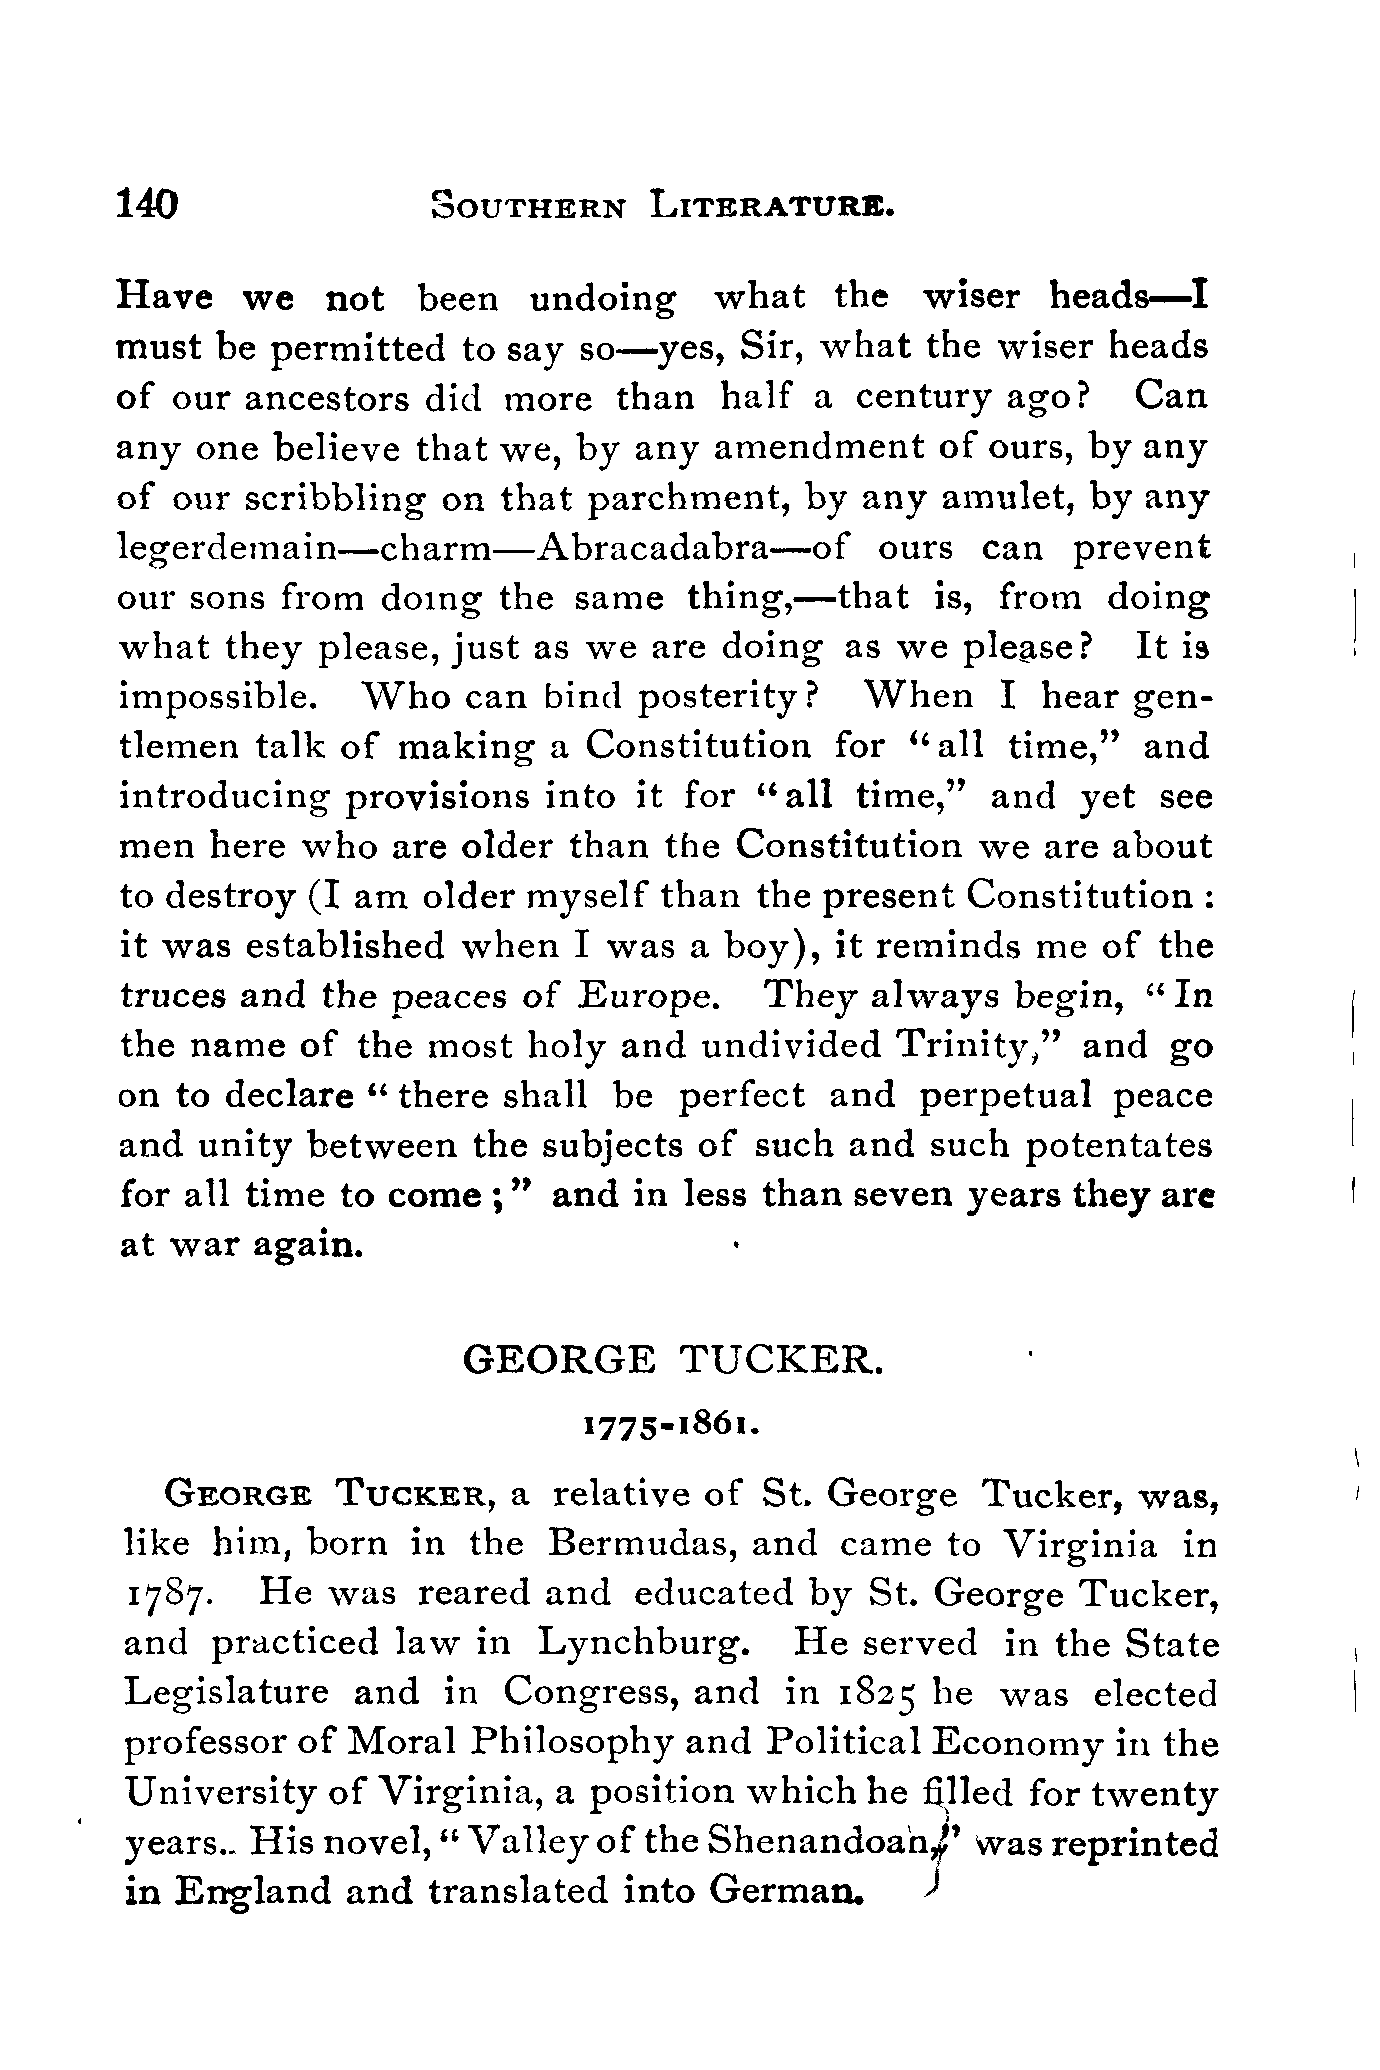 140 SOUTHERN LITERATURE.
Have we not been undoing what the wiser heads—I
must be permitted to say so—yes, Sir, what the wiser heads
of our ancestors did more than half a century ago? Can
any one believe that we, by any amendment of ours, by any
of our scribbling on that parchment, by any amulet, by any
legerdemain—charm—Abracadabra—of ours can prevent
our sons from doing the same thing,—that is, from doing
what they please, just as we are doing as we please? It is
impossible. Who can bind posterity? When I hear gen-
tlemen talk of making a Constitution for "all time," and
introducing provisions into it for "all time," and yet see
men here who are older than the Constitution we are about
to destroy (I am older myself than the present Constitution :
it was established when I was a boy), it reminds me of the
truces and the peaces of Europe. They always begin, "In
the name of the most holy and undivided Trinity," and go
on to declare "there shall be perfect and perpetual peace
and unity between the subjects of such and such potentates
for all time to come ;" and in less than seven years they are
at war again.
GEORGE TUCKER.
1775-1861.
GEORGE TUCKER, a relative of St. George Tucker, was,
like him, born in the Bermudas, and came to Virginia in
1787. He was reared and educated by St. George Tucker,
and practiced law in Lynchburg. He served in the State
Legislature and in Congress, and in 1825 he was elected
professor of Moral Philosophy and Political Economy in the
University of Virginia, a position which he filled for twenty
years.. His novel, "Valley of the Shenandoah," was reprinted
in England and translated into German.